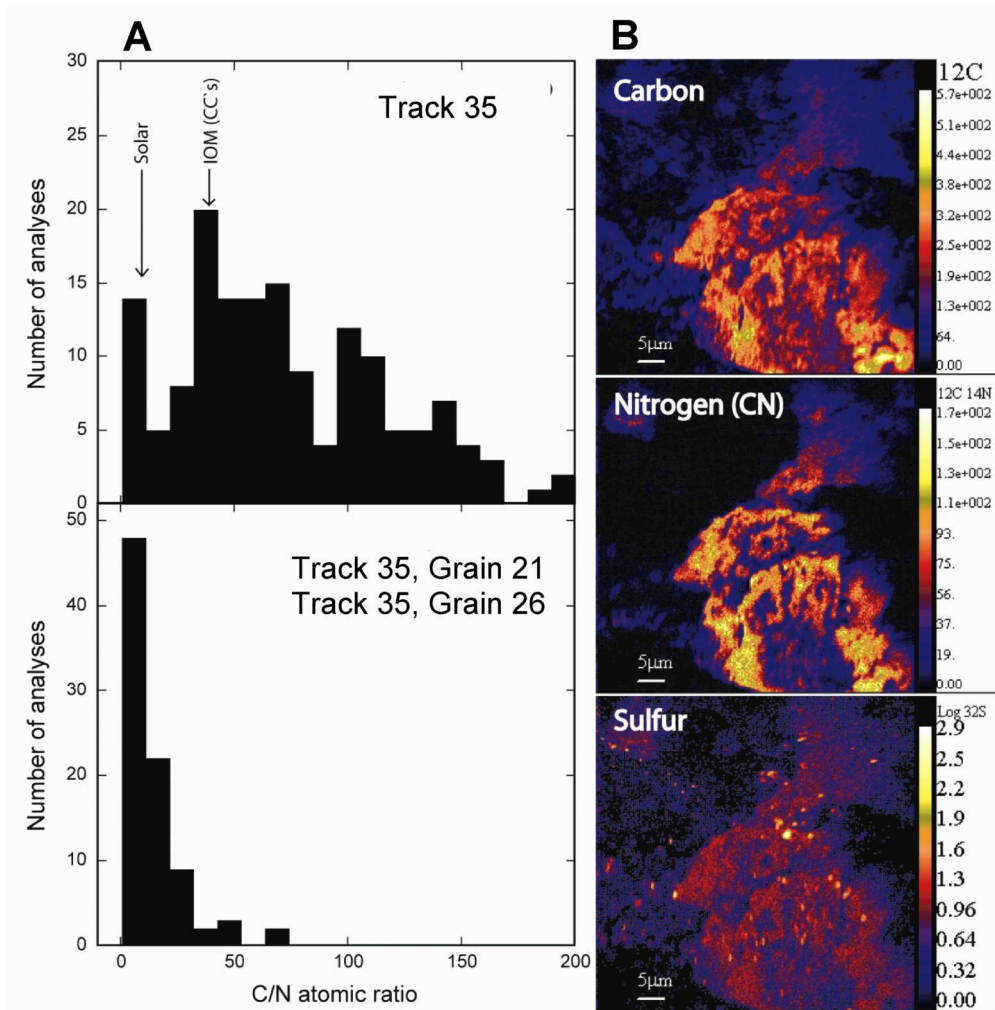 A
30
25
20
15
10
5
0
Number of analyses
Solar
IOM (CC`s)
Track 35
50
40
30
20
10
0
Number of analyses
Track 35, Grain 21
Track 35, Grain 26
0 50 100 150 200
C/N atomic ratio
B
Carbon
5µm
12C
5.7e+002
5.1e+002
4.4e+002
3.8e+002
3.2e+002
2.5e+002
1.9e+002
1.3e+002
64.
0.00
Nitrogen (CN)
5µm
12C 14N
1.7e+002
1.5e+002
1.3e+002
1.1e+002
93.
75.
56.
37.
19.
0.00
Sulfur
5µm
Log 32S
2.9
2.5
2.2
1.9
1.6
1.3
0.96
0.64
0.32
0.00